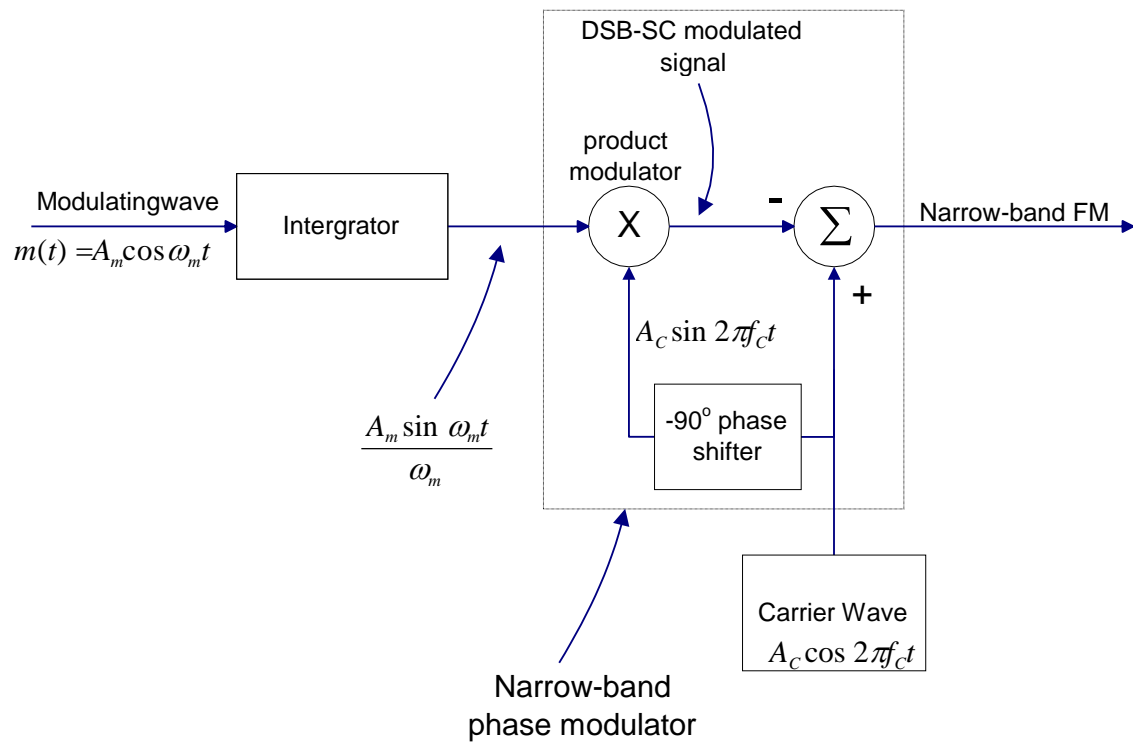 DSB-SC modulated
signal
product
modulator
Modulatingwave
m(t) =A_m cos ω_m t
Intergrator
X
-
Σ
+
Narrow-band FM
A_C sin 2πf_C t
A_m sin ω_m t
ω_m
-90° phase
shifter
Carrier Wave
A_C cos 2πf_C t
Narrow-band
phase modulator